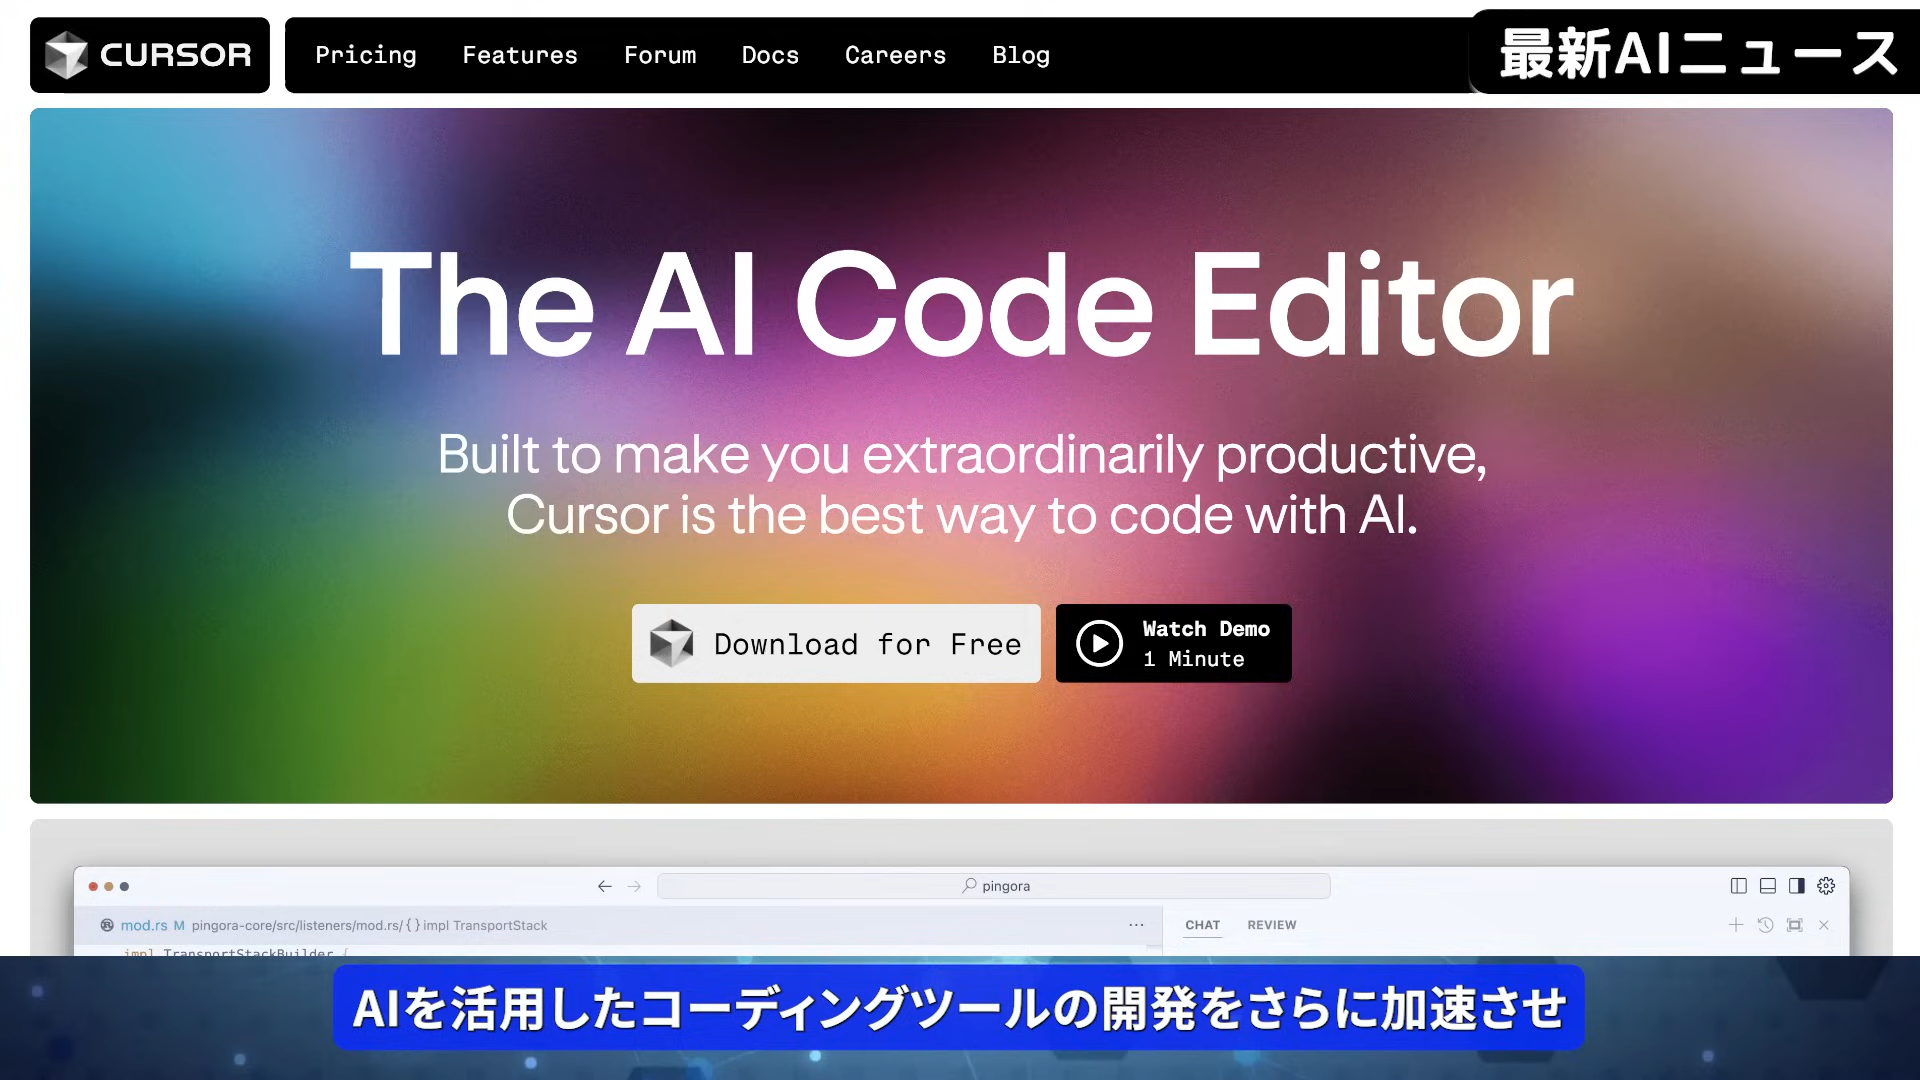 CURSOR
Pricing Features Forum Docs Careers Blog
最新AIニュース
The AI Code Editor
Built to make you extraordinarily productive,
Cursor is the best way to code with AI.
Download for Free
Watch Demo
1 Minute
pingora
mod.rs M pingora-core/src/listeners/mod.rs/ {} impl TransportStack
CHAT REVIEW
impl TransportStackBuilder {
AIを活用したコーディングツールの開発をさらに加速させ